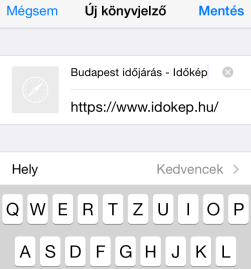 Mégsem Új könyvjelző Mentés
Budapest időjárás - Időkép
https://www.idokep.hu/
Hely Kedvencek
Q W E R T Z U I O P
A S D F G H J K L